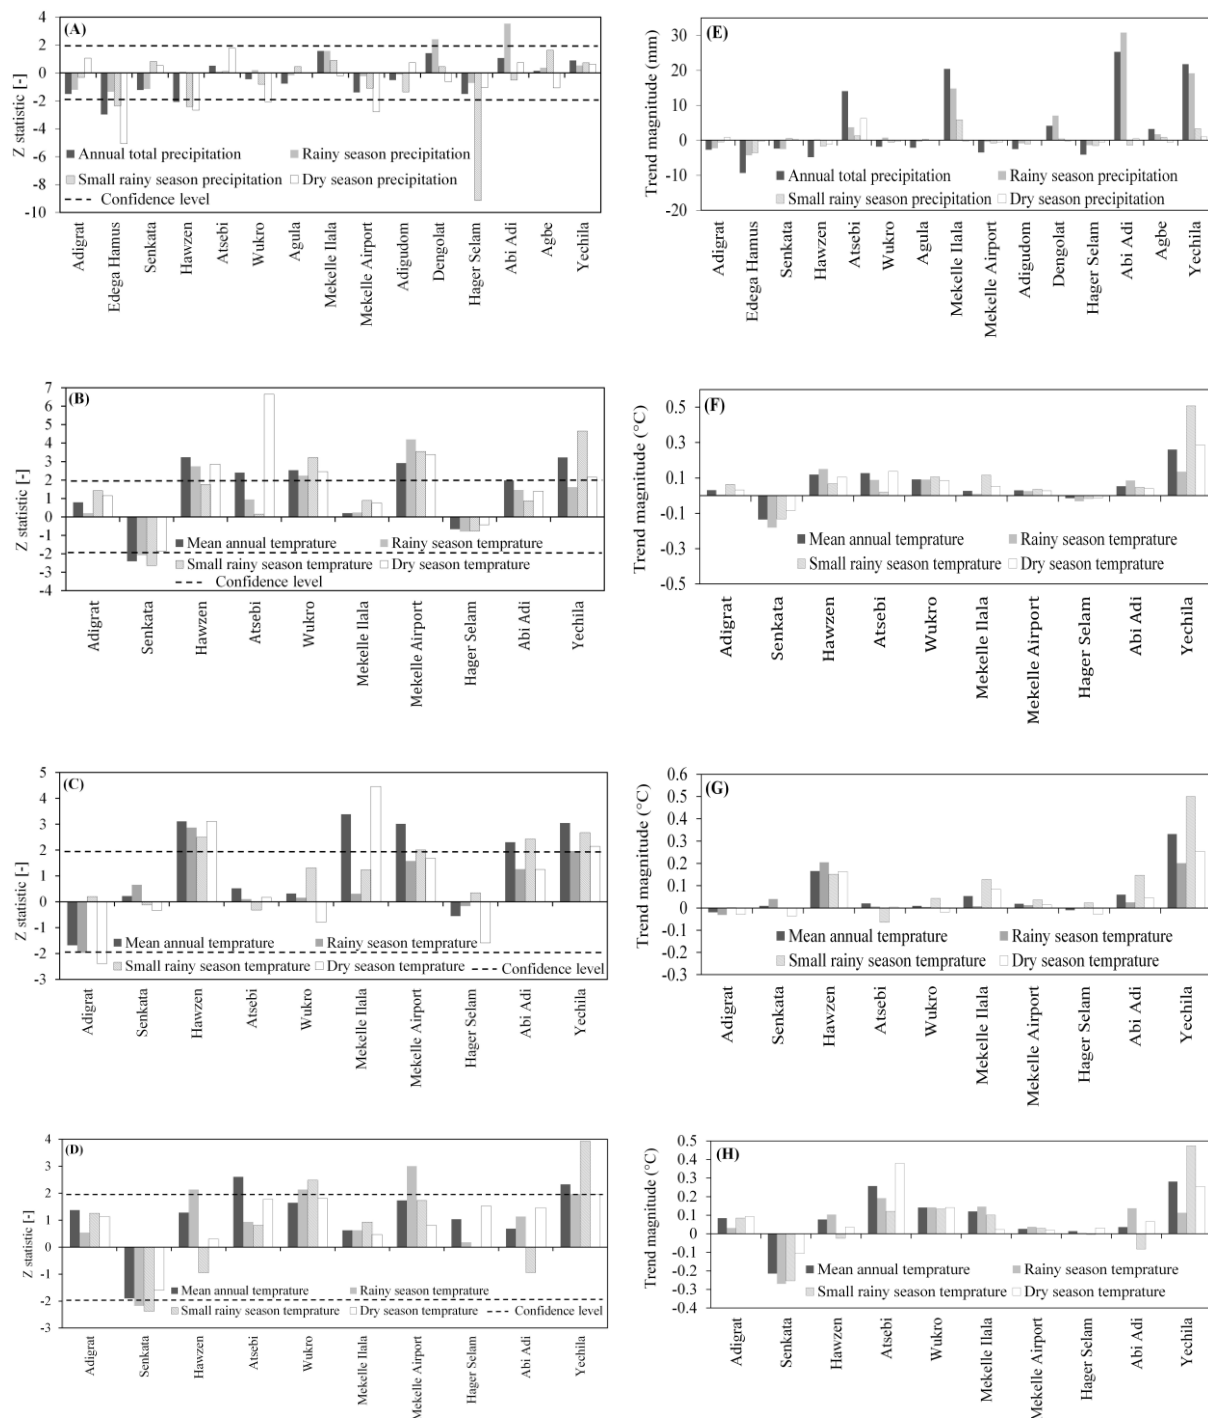 (A)
Z statistic [-]
4
2
0
-2
-4
-6
-8
-10
Annual total precipitation
Rainy season precipitation
Small rainy season precipitation
Dry season precipitation
Confidence level
Adigrat
Edega Hamus
Senkata
Hawzen
Atsebi
Wukro
Agula
Mekelle Ilala
Mekelle Airport
Adigudom
Dengolat
Hager Selam
Abi Adi
Agbe
Yechila
(E)
Trend magnitude (mm)
30
20
10
0
-10
-20
Annual total precipitation
Rainy season precipitation
Small rainy season precipitation
Dry season precipitation
Adigrat
Edega Hamus
Senkata
Hawzen
Atsebi
Wukro
Agula
Mekelle Ilala
Mekelle Airport
Adigudom
Dengolat
Hager Selam
Abi Adi
Agbe
Yechila
(B)
Z statistic [-]
7
6
5
4
3
2
1
0
-1
-2
-3
-4
Mean annual temprature
Rainy season temprature
Small rainy season temprature
Dry season temprature
Confidence level
Adigrat
Senkata
Hawzen
Atsebi
Wukro
Mekelle Ilala
Mekelle Airport
Hager Selam
Abi Adi
Yechila
(F)
Trend magnitude (°C)
0.5
0.3
0.1
-0.1
-0.3
-0.5
Mean annual temprature
Rainy season temprature
Small rainy season temprature
Dry season temprature
Adigrat
Senkata
Hawzen
Atsebi
Wukro
Mekelle Ilala
Mekelle Airport
Hager Selam
Abi Adi
Yechila
(C)
Z statistic [-]
5
4
3
2
1
0
-1
-2
-3
Mean annual temprature
Rainy season temprature
Small rainy season temprature
Dry season temprature
Confidence level
Adigrat
Senkata
Hawzen
Atsebi
Wukro
Mekelle Ilala
Mekelle Airport
Hager Selam
Abi Adi
Yechila
(G)
Trend magnitude (°C)
0.6
0.5
0.4
0.3
0.2
0.1
0
-0.1
-0.2
-0.3
Mean annual temprature
Rainy season temprature
Small rainy season temprature
Dry season temprature
Adigrat
Senkata
Hawzen
Atsebi
Wukro
Mekelle Ilala
Mekelle Airport
Hager Selam
Abi Adi
Yechila
(D)
Z statistic [-]
4
3
2
1
0
-1
-2
-3
Mean annual temprature
Rainy season temprature
Small rainy season temprature
Dry season temprature
Confidence level
Adigrat
Senkata
Hawzen
Atsebi
Wukro
Mekelle Ilala
Mekelle Airport
Hager Selam
Abi Adi
Yechila
(H)
Trend magnitude (°C)
0.5
0.4
0.3
0.2
0.1
0
-0.1
-0.2
-0.3
-0.4
Mean annual temprature
Rainy season temprature
Small rainy season temprature
Dry season temprature
Adigrat
Senkata
Hawzen
Atsebi
Wukro
Mekelle Ilala
Mekelle Airport
Hager Selam
Abi Adi
Yechila